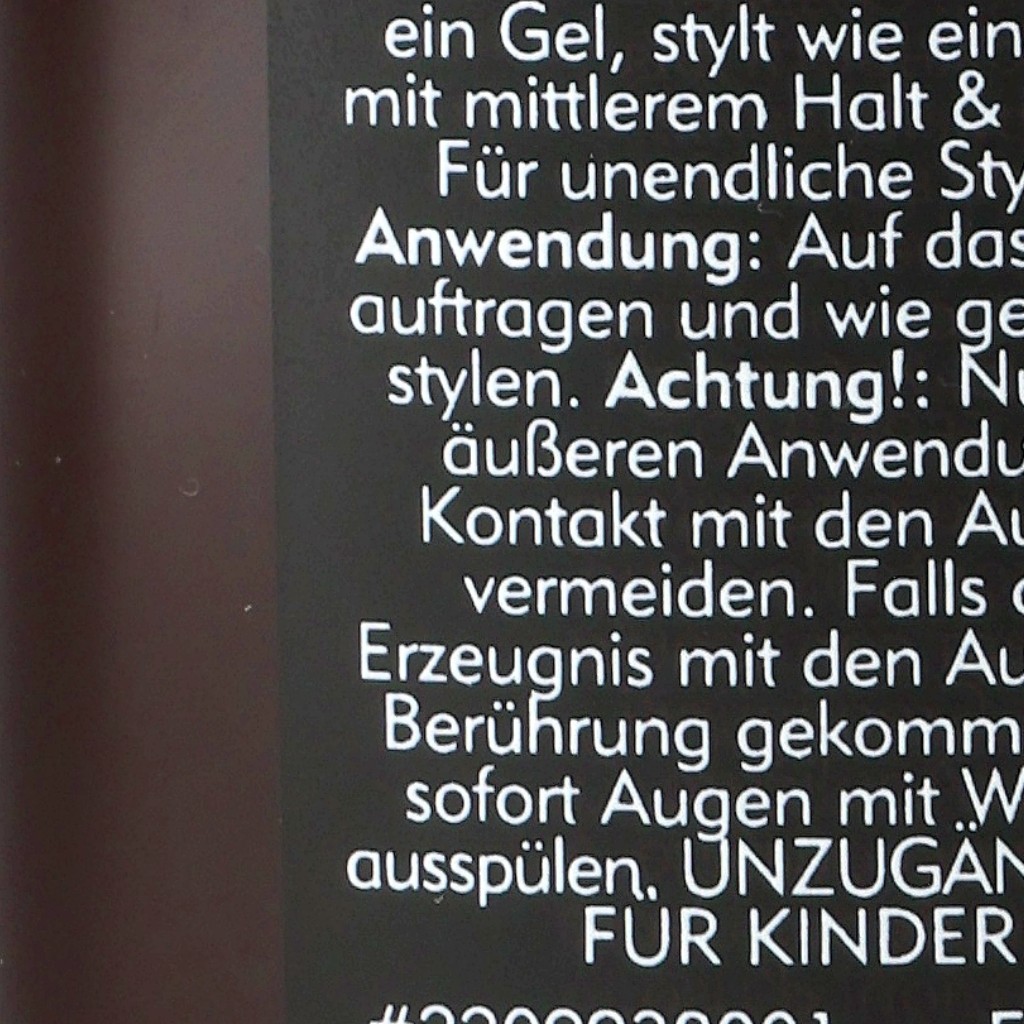 ein Gel, stylt wie ein
mit mittlerem Halt &
Für unendliche Sty
Anwendung: Auf das
auftragen und wie ge
stylen. Achtung!: Nu
äußeren Anwendu
Kontakt mit den Au
vermeiden. Falls
Erzeugnis mit den Au
Berührung gekomm
sofort Augen mit W
ausspülen. UNZUGÄN
FÜR KINDER